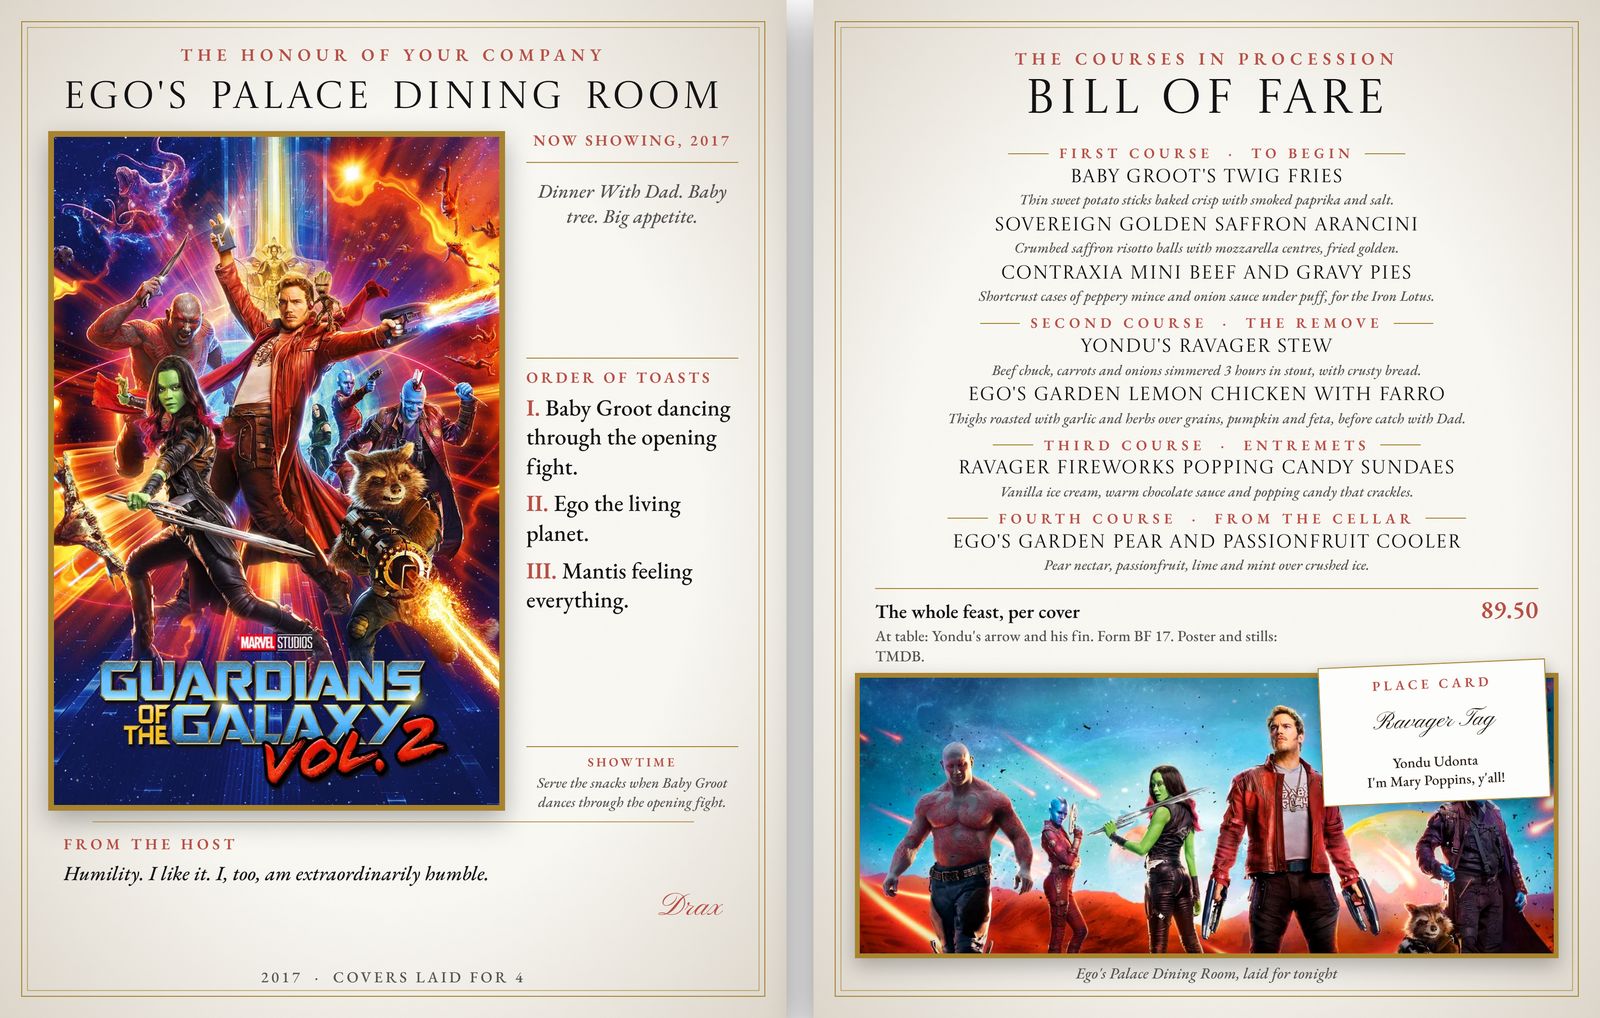 THE HONOUR OF YOUR COMPANY
EGO'S PALACE DINING ROOM
MARVEL STUDIOS
GUARDIANS
OF THE GALAXY
VOL. 2
NOW SHOWING, 2017
Dinner With Dad. Baby
tree. Big appetite.
ORDER OF TOASTS
I. Baby Groot dancing
through the opening
fight.
II. Ego the living
planet.
III. Mantis feeling
everything.
SHOWTIME
Serve the snacks when Baby Groot
dances through the opening fight.
FROM THE HOST
Humility. I like it. I, too, am extraordinarily humble.
Drax
2017 · COVERS LAID FOR 4
THE COURSES IN PROCESSION
BILL OF FARE
FIRST COURSE · TO BEGIN
BABY GROOT'S TWIG FRIES
Thin sweet potato sticks baked crisp with smoked paprika and salt.
SOVEREIGN GOLDEN SAFFRON ARANCINI
Crumbed saffron risotto balls with mozzarella centres, fried golden.
CONTRAXIA MINI BEEF AND GRAVY PIES
Shortcrust cases of peppery mince and onion sauce under puff, for the Iron Lotus.
SECOND COURSE · THE REMOVE
YONDU'S RAVAGER STEW
Beef chuck, carrots and onions simmered 3 hours in stout, with crusty bread.
EGO'S GARDEN LEMON CHICKEN WITH FARRO
Thighs roasted with garlic and herbs over grains, pumpkin and feta, before catch with Dad.
THIRD COURSE · ENTREMETS
RAVAGER FIREWORKS POPPING CANDY SUNDAES
Vanilla ice cream, warm chocolate sauce and popping candy that crackles.
FOURTH COURSE · FROM THE CELLAR
EGO'S GARDEN PEAR AND PASSIONFRUIT COOLER
Pear nectar, passionfruit, lime and mint over crushed ice.
The whole feast, per cover 89.50
At table: Yondu's arrow and his fin. Form BF 17. Poster and stills:
TMDB.
PLACE CARD
Ravager Tag
Yondu Udonta
I'm Mary Poppins, y'all!
Ego's Palace Dining Room, laid for tonight